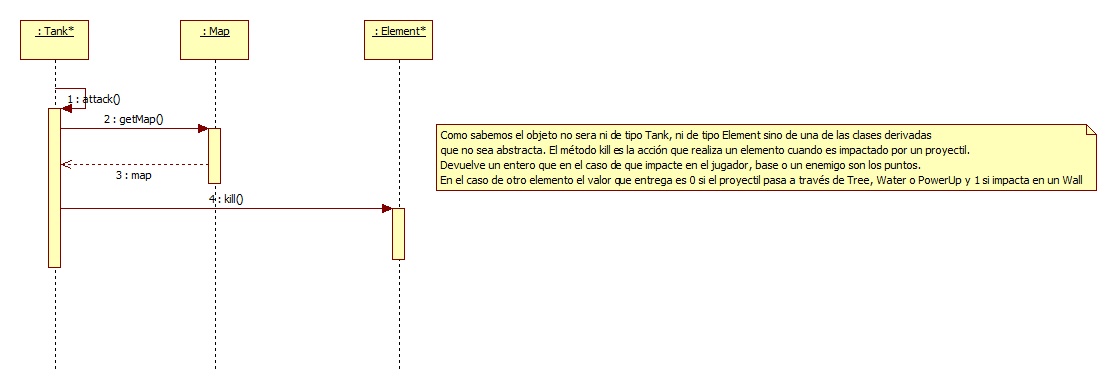 : Tank*
: Map
: Element*
1 : attack()
2 : getMap()
3 : map
4 : kill()
Como sabemos el objeto no sera ni de tipo Tank, ni de tipo Element sino de una de las clases derivadas
que no sea abstracta. El método kill es la acción que realiza un elemento cuando es impactado por un proyectil.
Devuelve un entero que en el caso de que impacte en el jugador, base o un enemigo son los puntos.
En el caso de otro elemento el valor que entrega es 0 si el proyectil pasa a través de Tree, Water o PowerUp y 1 si impacta en un Wall